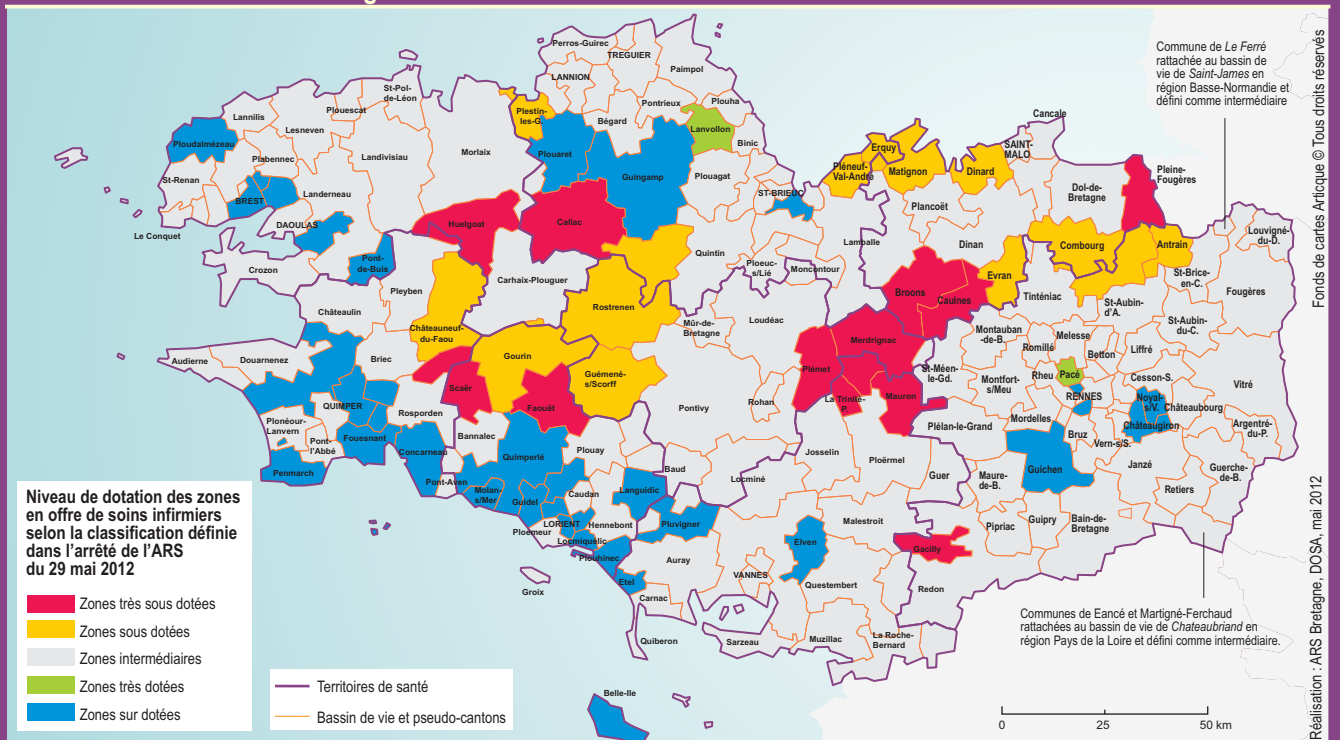 Commune de Le Ferré
rattachée au bassin de
vie de Saint-James en
région Basse-Normandie et
défini comme intermédiaire
Fonds de cartes Articque © Tous droits réservés
Perros-Guirec
TREGUIER
LANNION
Paimpol
St-Pol-
de-Léon
Plouescat
Lannilis
Lesneven
Plestin-
les-G.
Pontrieux
Plouha
Bégard
Lanvollon
Binic
Cancale
Ploudalmézeau
Plabennec
Landivisiau
Morlaix
Plouaret
Guingamp
Plouagat
Erquy
Pléneuf-
Val-André
Matignon
Dinard
SAINT-
MALO
Pleine-
Fougères
Dol-de-
Bretagne
St-Renan
BREST
Landerneau
ST-BRIEUC
Plancoët
DAOULAS
Le Conquet
Huelgoat
Callac
Lamballe
Dinan
Combourg
Antrain
Louvigné-
du-D.
Crozon
Pont-
de-Buis
Quintin
Ploeuc-
s/Lié
Moncontour
Evran
St-Brice-
en-C.
Pleyben
Carhaix-Plouguer
Broons
Caulnes
Tinténiac
Fougères
Châteaulin
Rostrenen
Loudéac
St-Aubin-
d'A.
St-Aubin-
du-C.
Châteauneuf-
du-Faou
Mûr-de-
Bretagne
Merdrignac
Montauban
-de-B.
Melesse
Romillé
Betton
Liffré
Audierne
Douarnenez
Briec
Gourin
Guémené-
s/Scorff
Plémet
St-Méen-
le-Gd.
Montfort-
s/Meu
Rheu
Pacé
Cesson-S.
Vitré
Scaër
Faouët
Rohan
La Trinité-
P.
Mauron
RENNES
Noyal-
s/V.
Châteaubourg
QUIMPER
Rosporden
Pontivy
Plélan-le-Grand
Mordelles
Châteaugiron
Argentré-
du-P.
Plonéour-
Lanvern
Pont-
l'Abbé
Fouesnant
Bannalec
Bruz
Vern-s/S.
Concarneau
Quimperlé
Plouay
Josselin
Ploërmel
Guichen
Janzé
Guerche-
de-B.
Penmarch
Pont-Aven
Moëlan-
s/Mer
Guidel
Caudan
Languidic
Baud
Locminé
Guer
Maure-
de-B.
Retiers
Ploemeur
LORIENT
Hennebont
Pluvigner
Malestroit
Pipriac
Guipry
Bain-de-
Bretagne
Locmiquélic
Plouhinec
Elven
Gacilly
Groix
Etel
Auray
VANNES
Questembert
Redon
Carnac
Quiberon
Sarzeau
Muzillac
La Roche-
Bernard
Belle-Ile
Communes de Eancé et Martigné-Ferchaud
rattachées au bassin de vie de Chateaubriand en
région Pays de la Loire et défini comme intermédiaire.
Niveau de dotation des zones
en offre de soins infirmiers
selon la classification définie
dans l'arrêté de l'ARS
du 29 mai 2012
Zones très sous dotées
Zones sous dotées
Zones intermédiaires
Zones très dotées
Zones sur dotées
Territoires de santé
Bassin de vie et pseudo-cantons
0 25 50 km
Réalisation : ARS Bretagne, DOSA, mai 2012